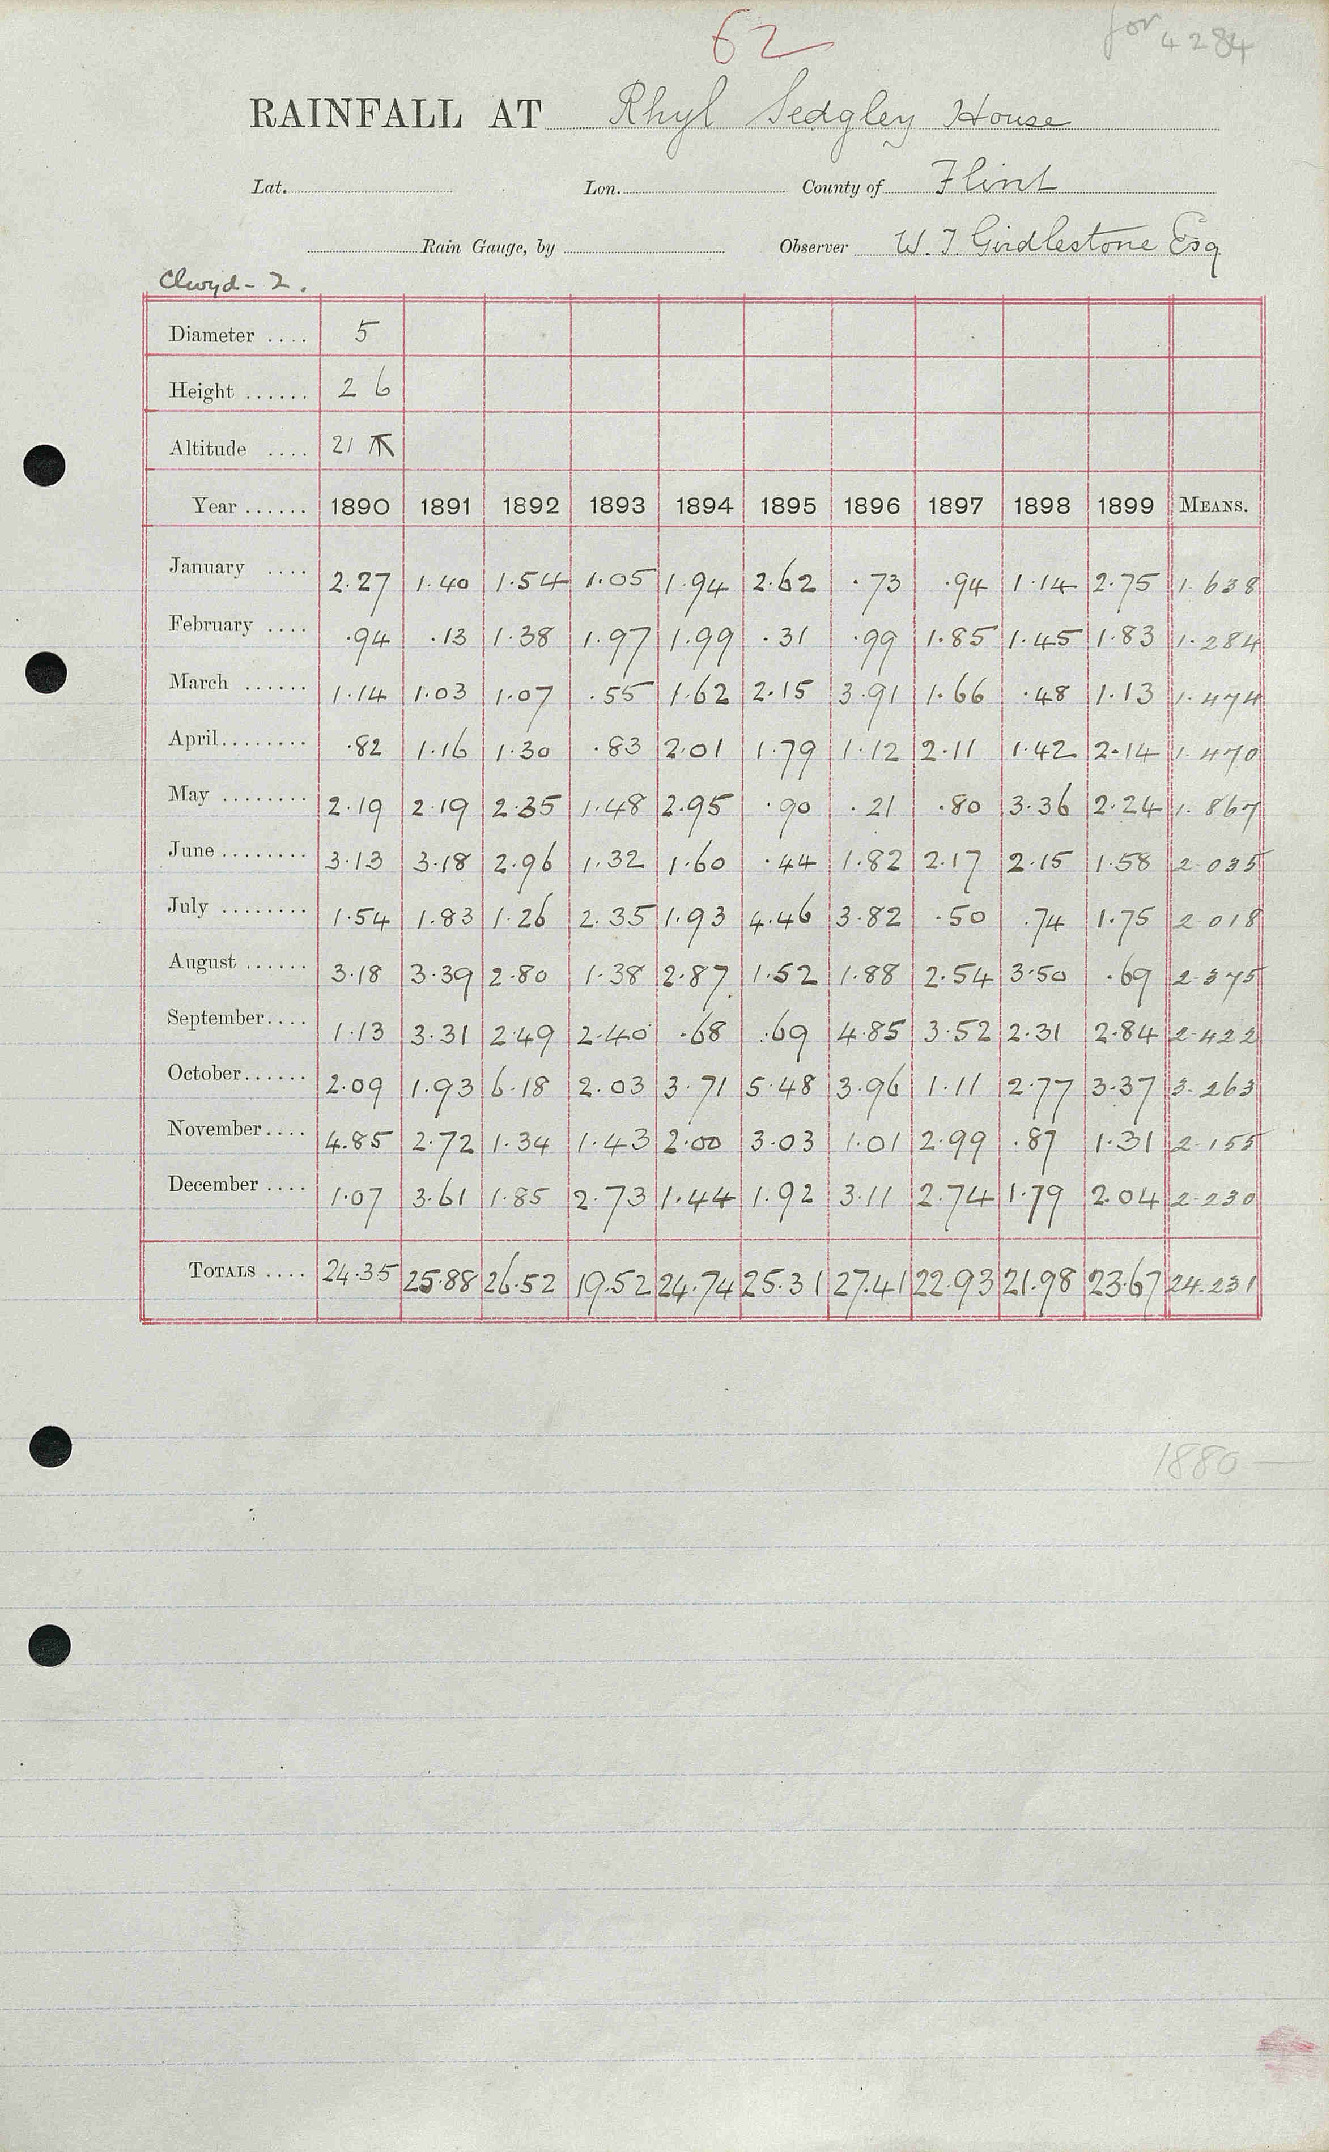 62
for 4284
RAINFALL AT Rhyl Sedgley House
Lat. Lon. County of Flint
Rain Gauge, by Observer W. T. Girdlestone Esq
Clwyd - 2.
Diameter .... 5
Height ...... 2 6
Altitude .... 21
Year ...... 1890 1891 1892 1893 1894 1895 1896 1897 1898 1899 MEANS.
January .... 2.27 1.40 1.54 1.05 1.94 2.62 .73 .94 1.14 2.75 1.638
February .... .94 .13 1.38 1.97 1.99 .31 .99 1.85 1.45 1.83 1.284
March ...... 1.14 1.03 1.07 .55 1.62 2.15 3.91 1.66 .48 1.13 1.474
April........ .82 1.16 1.30 .83 2.01 1.79 1.12 2.11 1.42 2.14 1.470
May ........ 2.19 2.19 2.35 1.48 2.95 .90 .21 .80 3.36 2.24 1.867
June ........ 3.13 3.18 2.96 1.32 1.60 .44 1.82 2.17 2.15 1.58 2.035
July ........ 1.54 1.83 1.26 2.35 1.93 4.46 3.82 .50 .74 1.75 2.018
August ...... 3.18 3.39 2.80 1.38 2.87 1.52 1.88 2.54 3.50 .69 2.375
September.... 1.13 3.31 2.49 2.40 .68 .69 4.85 3.52 2.31 2.84 2.422
October...... 2.09 1.93 6.18 2.03 3.71 5.48 3.96 1.11 2.77 3.37 3.263
November.... 4.85 2.72 1.34 1.43 2.00 3.03 1.01 2.99 .87 1.31 2.155
December .... 1.07 3.61 1.85 2.73 1.44 1.92 3.11 2.74 1.79 2.04 2.230
TOTALS .... 24.35 25.88 26.52 19.52 24.74 25.31 27.41 22.93 21.98 23.67 24.231
1880 —